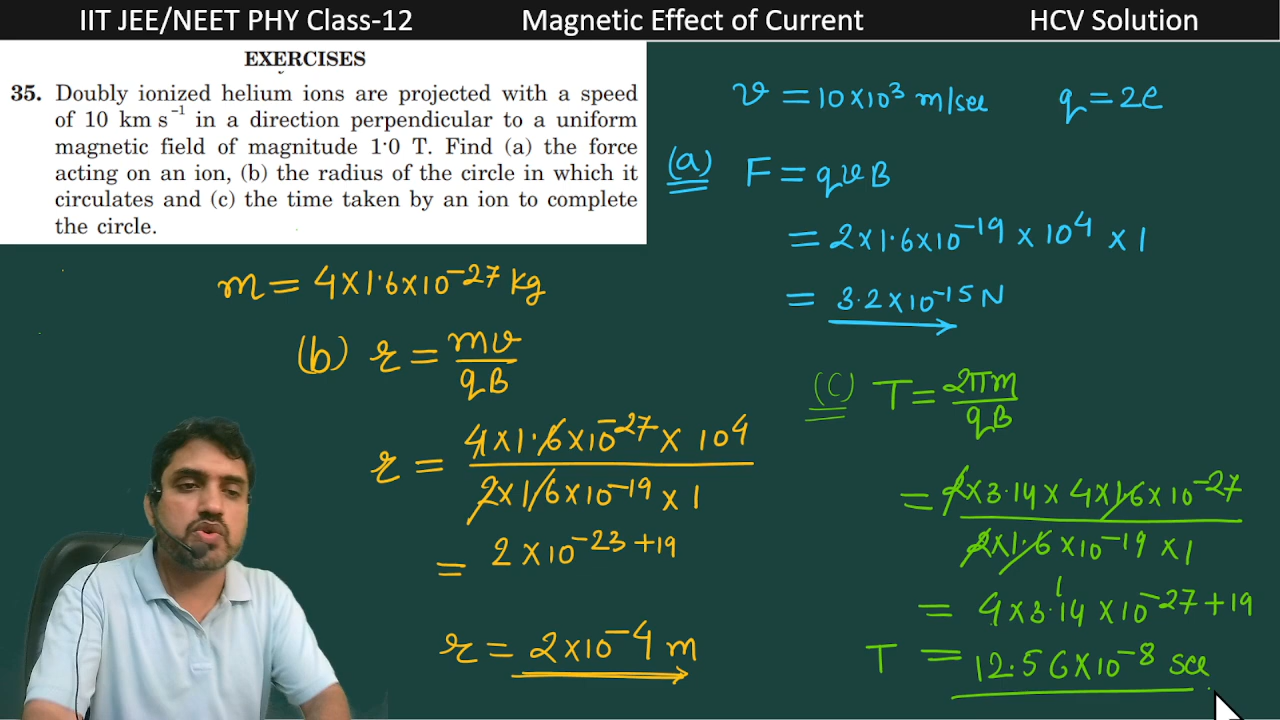 IIT JEE/NEET PHY Class-12 Magnetic Effect of Current HCV Solution
EXERCISES
35. Doubly ionized helium ions are projected with a speed
of 10 km s⁻¹ in a direction perpendicular to a uniform
magnetic field of magnitude 1·0 T. Find (a) the force
acting on an ion, (b) the radius of the circle in which it
circulates and (c) the time taken by an ion to complete
the circle.
v = 10×10³ m/sec q = 2e
(a) F = qvB
= 2×1.6×10⁻¹⁹ × 10⁴ × 1
= 3.2×10⁻¹⁵ N
m = 4×1.6×10⁻²⁷ kg
(b) r = mv/qB
r = 4×1.6×10⁻²⁷ × 10⁴ / 2×1.6×10⁻¹⁹ × 1
= 2×10⁻²³⁺¹⁹
r = 2×10⁻⁴ m
(C) T = 2πm/qB
= 2×3.14×4×1.6×10⁻²⁷ / 2×1.6×10⁻¹⁹ ×1
= 4×3.14×10⁻²⁷⁺¹⁹
T = 12.56×10⁻⁸ sec